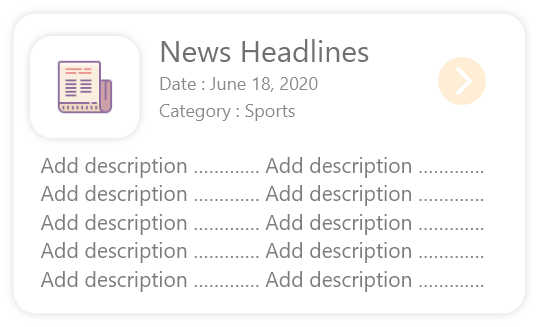 News Headlines
Date : June 18, 2020
Category : Sports
Add description ............. Add description .............
Add description ............. Add description .............
Add description ............. Add description .............
Add description ............. Add description .............
Add description ............. Add description .............